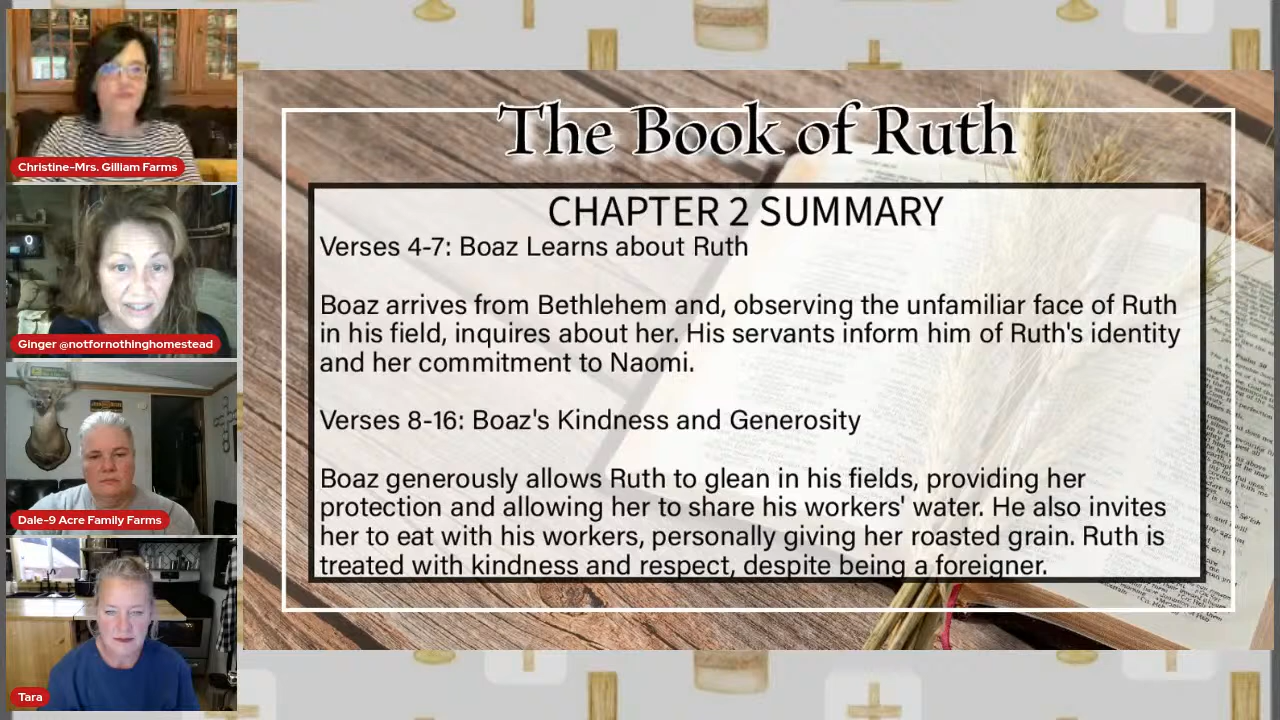 Christine-Mrs. Gilliam Farms
Ginger @notfornothinghomestead
Dale-9 Acre Family Farms
Tara
The Book of Ruth
CHAPTER 2 SUMMARY
Verses 4-7: Boaz Learns about Ruth
Boaz arrives from Bethlehem and, observing the unfamiliar face of Ruth
in his field, inquires about her. His servants inform him of Ruth's identity
and her commitment to Naomi.
Verses 8-16: Boaz's Kindness and Generosity
Boaz generously allows Ruth to glean in his fields, providing her
protection and allowing her to share his workers' water. He also invites
her to eat with his workers, personally giving her roasted grain. Ruth is
treated with kindness and respect, despite being a foreigner.